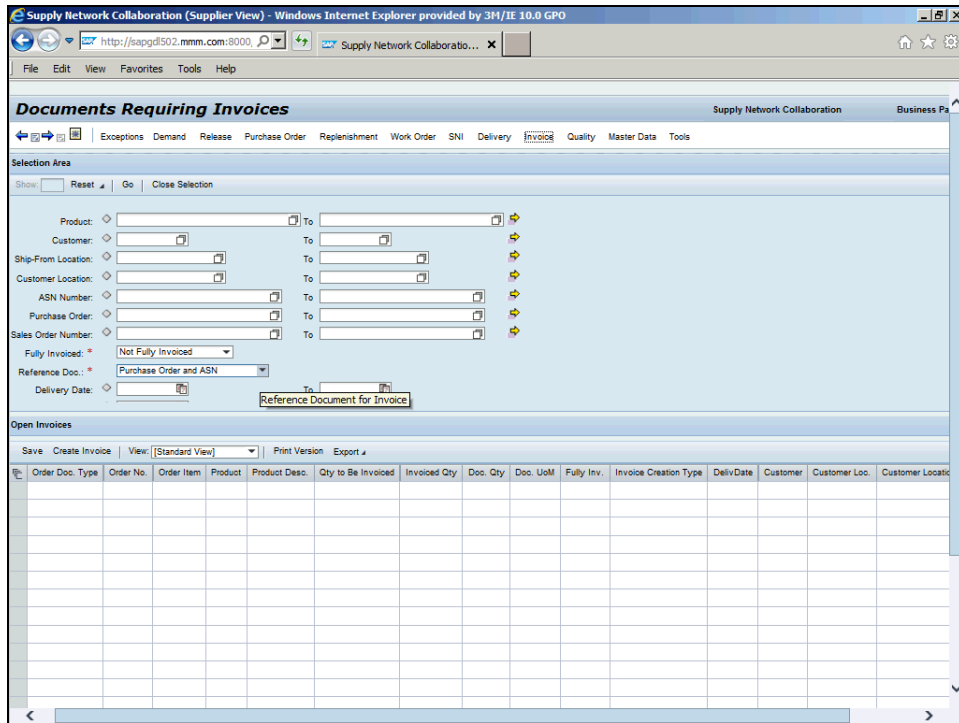 Supply Network Collaboration (Supplier View) - Windows Internet Explorer provided by 3M/IE 10.0 GPO
http://sapgdl502.mmm.com:8000, Supply Network Collaboratio...
File Edit View Favorites Tools Help
Documents Requiring Invoices Supply Network Collaboration Business Pa
Exceptions Demand Release Purchase Order Replenishment Work Order SNI Delivery Invoice Quality Master Data Tools
Selection Area
Show: Reset Go Close Selection
Product: To
Customer: To
Ship-From Location: To
Customer Location: To
ASN Number: To
Purchase Order: To
Sales Order Number: To
Fully Invoiced: * Not Fully Invoiced
Reference Doc.: * Purchase Order and ASN
Delivery Date: To
Reference Document for Invoice
Open Invoices
Save Create Invoice View: [Standard View] Print Version Export
Order Doc. Type Order No. Order Item Product Product Desc. Qty to Be Invoiced Invoiced Qty Doc. Qty Doc. UoM Fully Inv. Invoice Creation Type DelivDate Customer Customer Loc. Customer Locatio